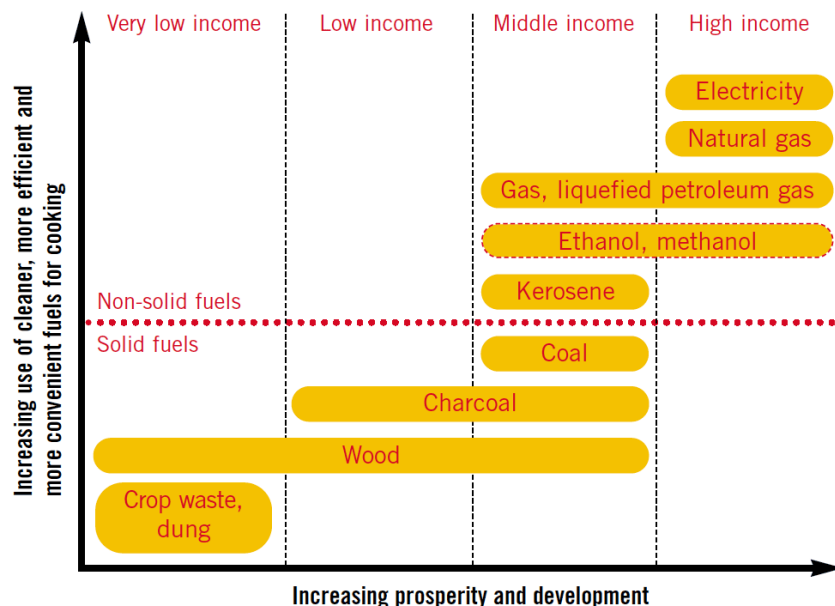 Very low income
Low income
Middle income
High income
Increasing use of cleaner, more efficient and
more convenient fuels for cooking
Electricity
Natural gas
Gas, liquefied petroleum gas
Ethanol, methanol
Kerosene
Non-solid fuels
Solid fuels
Coal
Charcoal
Wood
Crop waste,
dung
Increasing prosperity and development